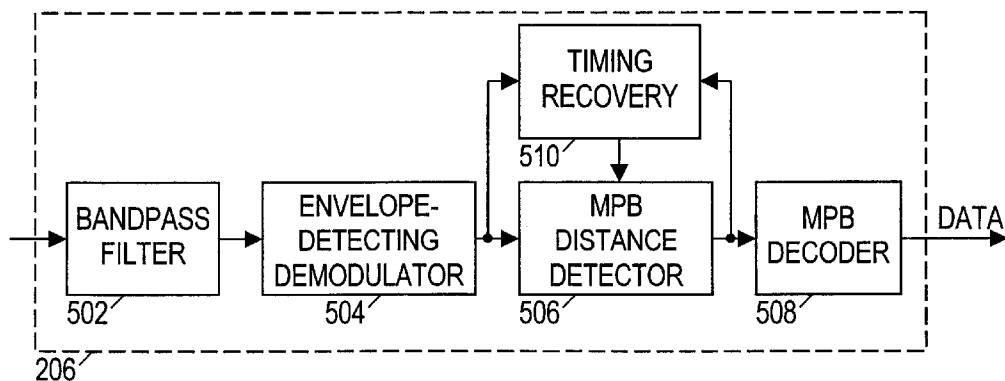 TIMING
RECOVERY
510
BANDPASS
FILTER
502
ENVELOPE-
DETECTING
DEMODULATOR
504
MPB
DISTANCE
DETECTOR
506
MPB
DECODER
508
DATA
206